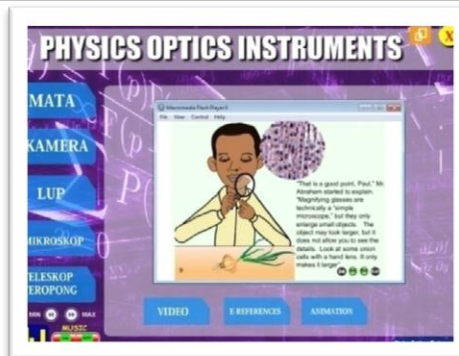 PHYSICS OPTICS INSTRUMENTS
X
MATA
KAMERA
LUP
MIKROSKOP
TELESKOP
TEROPONG
MIN
MAX
MUSIC
Macromedia Flash Player 8
File View Control Help
"That is a good point, Paul," Mr.
Abraham started to explain.
"Magnifying glasses are
technically a "simple
microscope," but they only
enlarge small objects. The
object may look larger, but it
does not allow you to see the
details. Look at some onion
cells with a hand lens. It only
makes it larger"
9
VIDEO
E-REFERENCES
ANIMATION